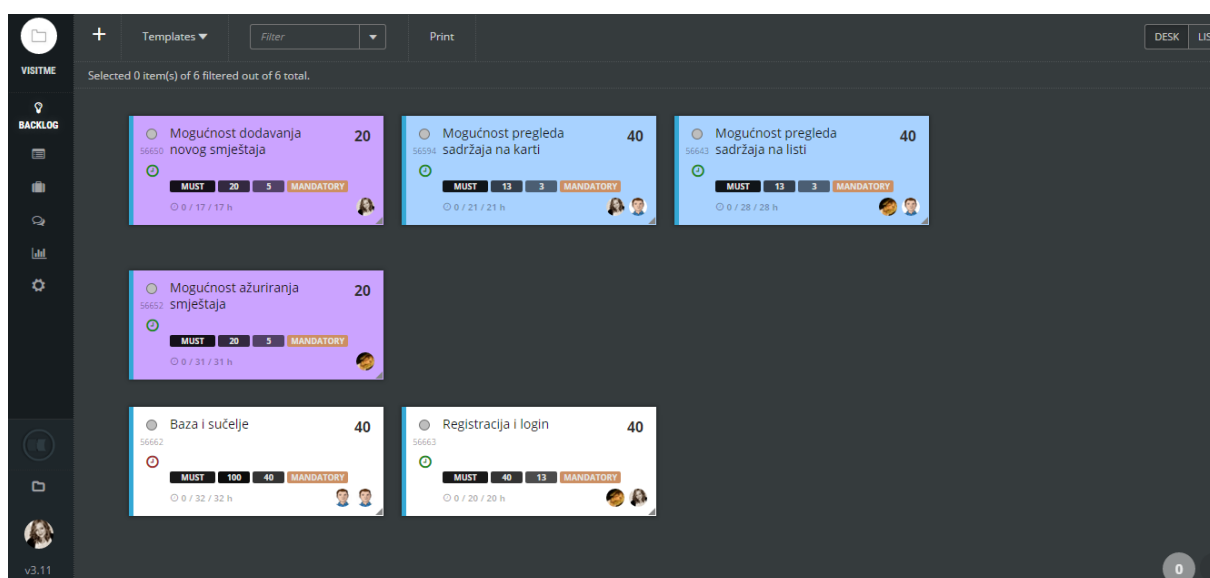 Templates
Filter
Print
DESK LIS
VISITME
Selected 0 item(s) of 6 filtered out of 6 total.
BACKLOG
Mogućnost dodavanja 20
56650 novog smještaja
MUST 20 5 MANDATORY
0 / 17 / 17 h
Mogućnost pregleda 40
56594 sadržaja na karti
MUST 13 3 MANDATORY
0 / 21 / 21 h
Mogućnost pregleda 40
56643 sadržaja na listi
MUST 13 3 MANDATORY
0 / 28 / 28 h
Mogućnost ažuriranja 20
56652 smještaja
MUST 20 5 MANDATORY
0 / 31 / 31 h
Baza i sučelje 40
56662
MUST 100 40 MANDATORY
0 / 32 / 32 h
Registracija i login 40
56663
MUST 40 13 MANDATORY
0 / 20 / 20 h
v3.11
0